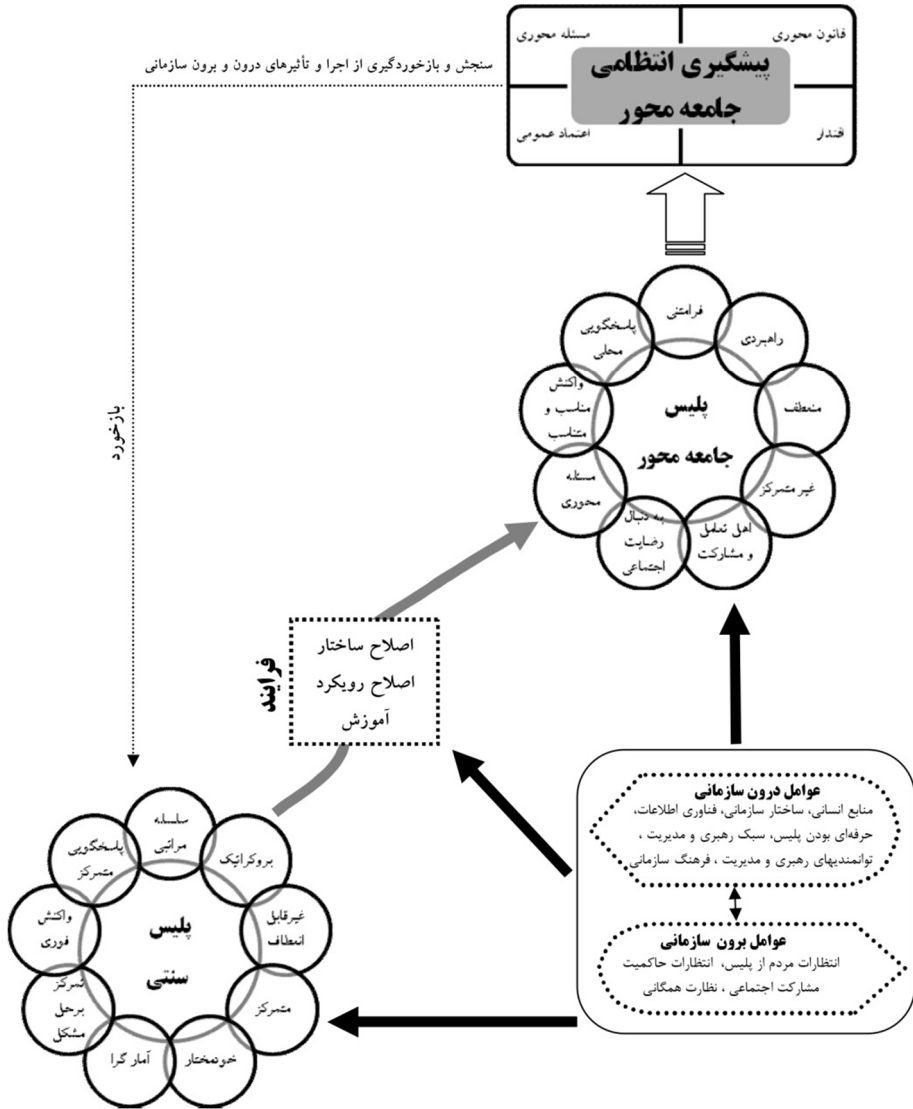 قانون محوری
مسئله محوری
پیشگیری انتظامی
جامعه محور
اقتدار
اعتماد عمومی
سنجش و بازخوردگیری از اجرا و تأثیرهای درون و برون سازمانی
بازخورد
فرامتنی
راهبردی
منعطف
غیر متمرکز
اهل تعامل
و مشارکت
به دنبال
رضایت
اجتماعی
مسئله
محوری
واکنش
مناسب و
متناسب
پاسخگویی
محلی
پلیس
جامعه محور
فرایند
اصلاح ساختار
اصلاح رویکرد
آموزش
عوامل درون سازمانی
منابع انسانی، ساختار سازمانی، فناوری اطلاعات،
حرفه‌ای بودن پلیس، سبک رهبری و مدیریت ،
توانمندیهای رهبری و مدیریت ، فرهنگ سازمانی
عوامل برون سازمانی
انتظارات مردم از پلیس، انتظارات حاکمیت
مشارکت اجتماعی ، نظارت همگانی
سلسله
مراتبی
بروکراتیک
غیرقابل
انعطاف
متمرکز
خودمختار
آمار گرا
تمرکز
برحل
مشکل
واکنش
فوری
پاسخگویی
متمرکز
پلیس
سنتی